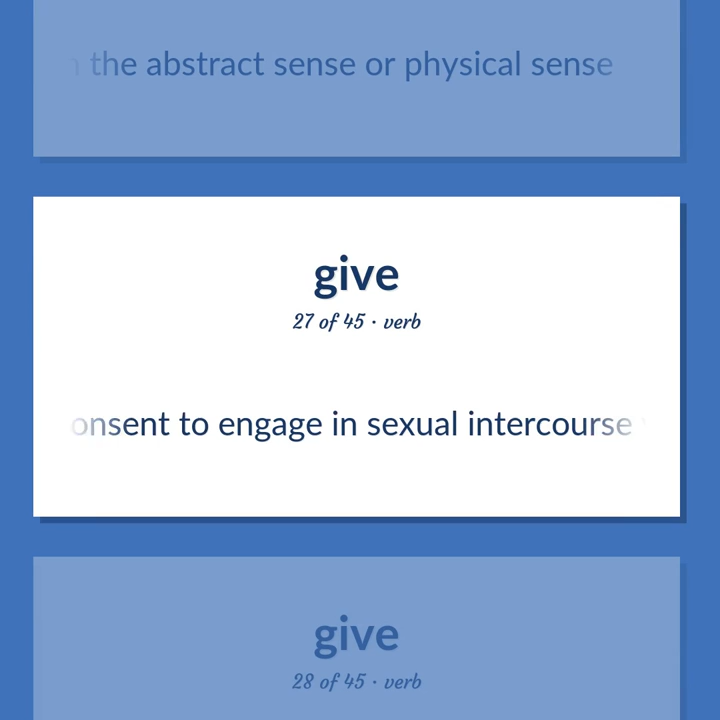 the abstract sense or physical sense
give
27 of 45 · verb
onsent to engage in sexual intercourse
give
28 of 45 · verb